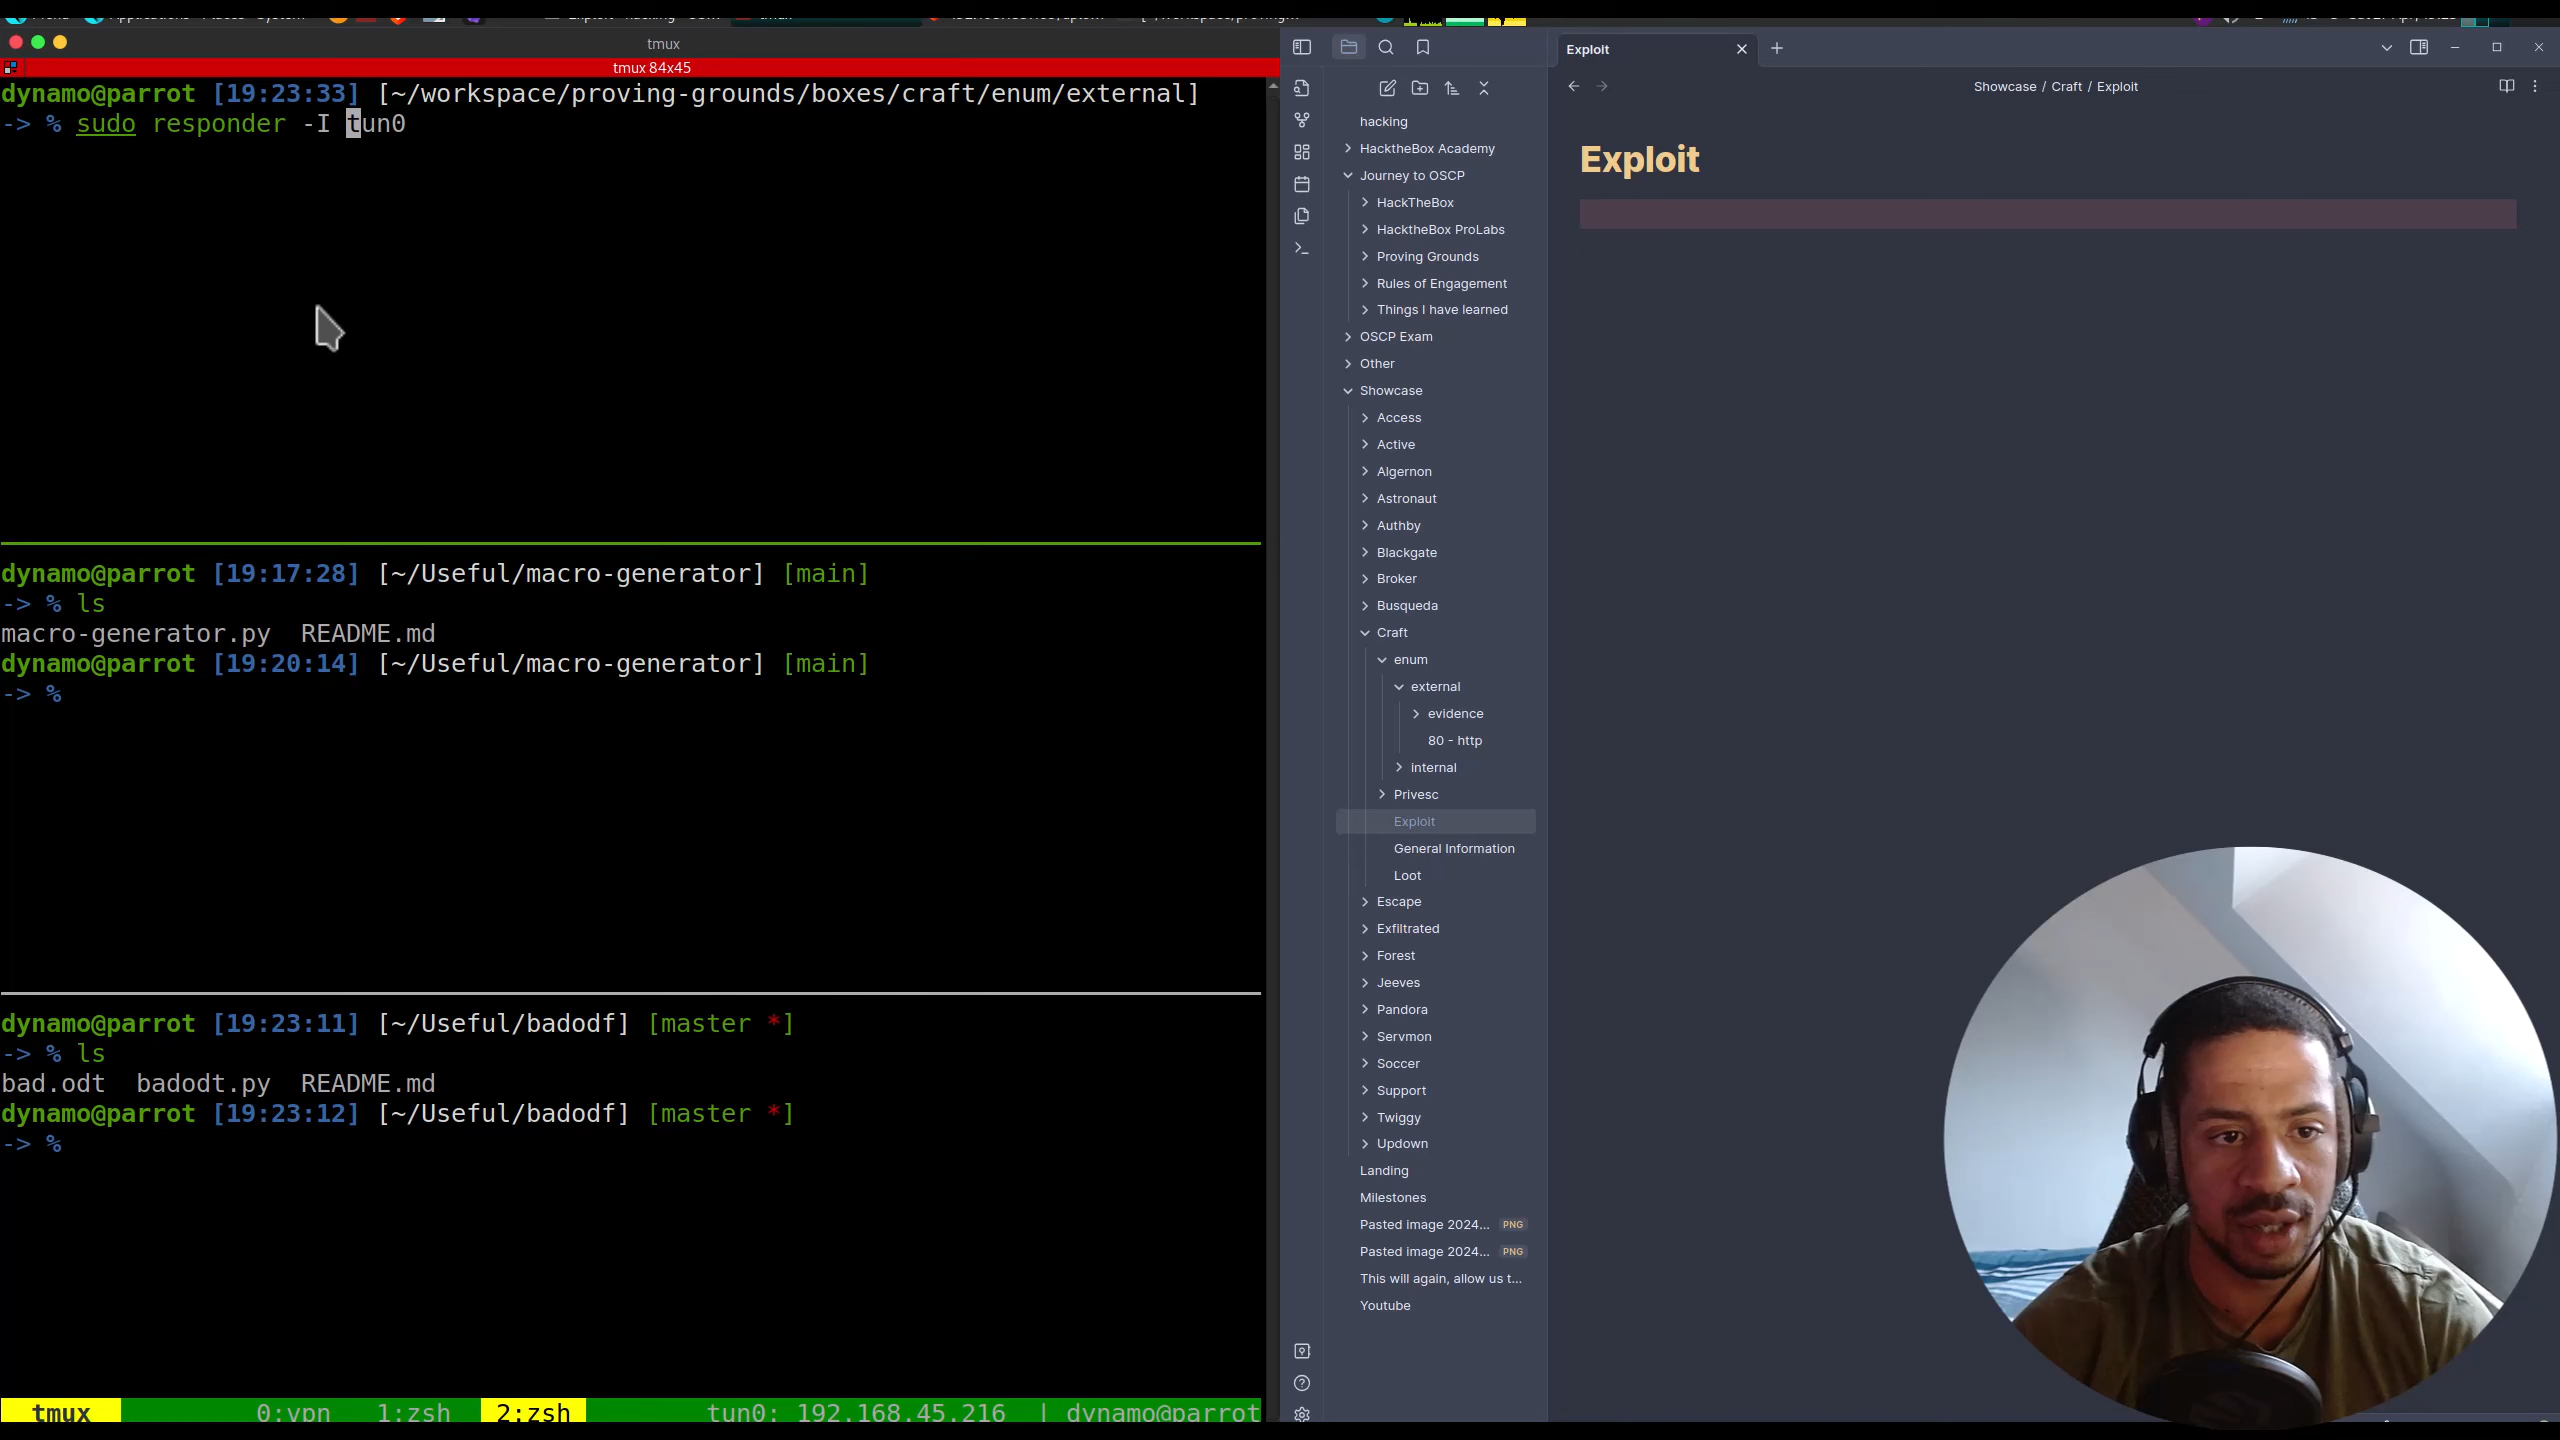 tmux
tmux 84x45
dynamo@parrot [19:23:33] [~/workspace/proving-grounds/boxes/craft/enum/external]
-> % sudo responder -I tun0
dynamo@parrot [19:17:28] [~/Useful/macro-generator] [main]
-> % ls
macro-generator.py README.md
dynamo@parrot [19:20:14] [~/Useful/macro-generator] [main]
-> %
dynamo@parrot [19:23:11] [~/Useful/badodf] [master *]
-> % ls
bad.odt badodt.py README.md
dynamo@parrot [19:23:12] [~/Useful/badodf] [master *]
-> %
tmux 0:vpn 1:zsh 2:zsh tun0: 192.168.45.216 | dynamo@parrot
hacking
HacktheBox Academy
Journey to OSCP
HackTheBox
HacktheBox ProLabs
Proving Grounds
Rules of Engagement
Things I have learned
OSCP Exam
Other
Showcase
Access
Active
Algernon
Astronaut
Authby
Blackgate
Broker
Busqueda
Craft
enum
external
evidence
80 - http
internal
Privesc
Exploit
General Information
Loot
Escape
Exfiltrated
Forest
Jeeves
Pandora
Servmon
Soccer
Support
Twiggy
Updown
Landing
Milestones
Pasted image 2024... PNG
Pasted image 2024... PNG
This will again, allow us t...
Youtube
Exploit
Showcase / Craft / Exploit
Exploit